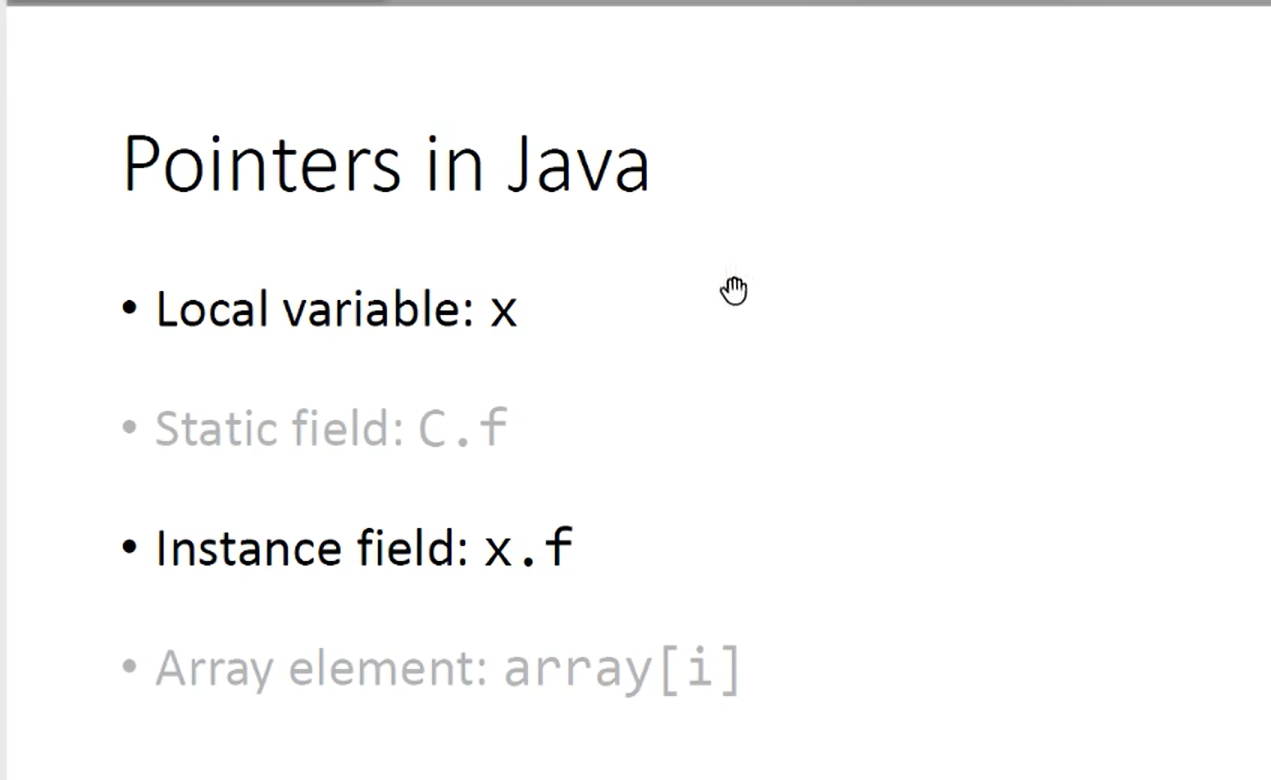 Pointers in Java
• Local variable: x
• Static field: C.f
• Instance field: x.f
• Array element: array[i]